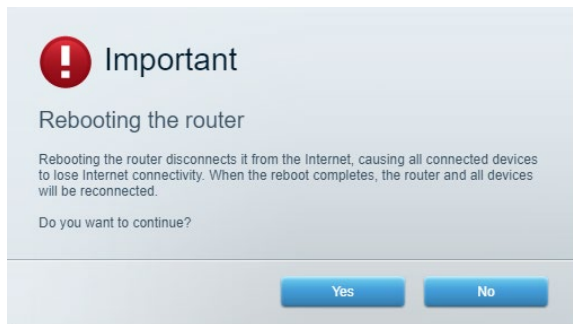 Important
Rebooting the router
Rebooting the router disconnects it from the Internet, causing all connected devices
to lose Internet connectivity. When the reboot completes, the router and all devices
will be reconnected.
Do you want to continue?
Yes
No